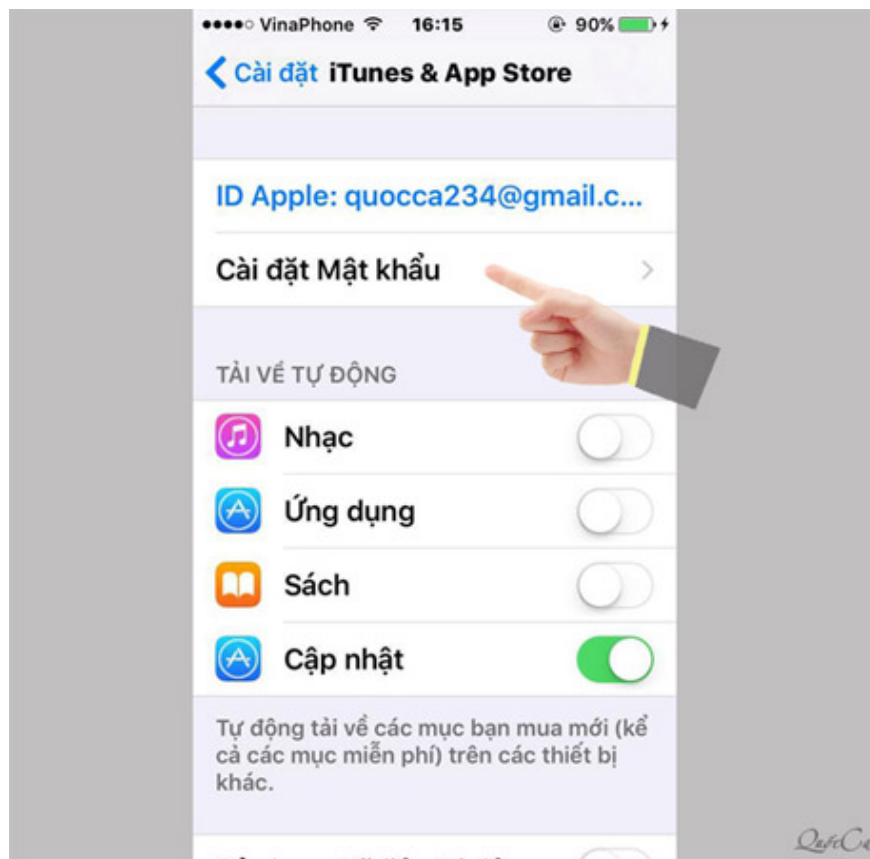 VinaPhone 16:15 90%
Cài đặt iTunes & App Store
ID Apple: quocca234@gmail.c...
Cài đặt Mật khẩu
TẢI VỀ TỰ ĐỘNG
Nhạc
Ứng dụng
Sách
Cập nhật
Tự động tải về các mục bạn mua mới (kể
cả các mục miễn phí) trên các thiết bị
khác.